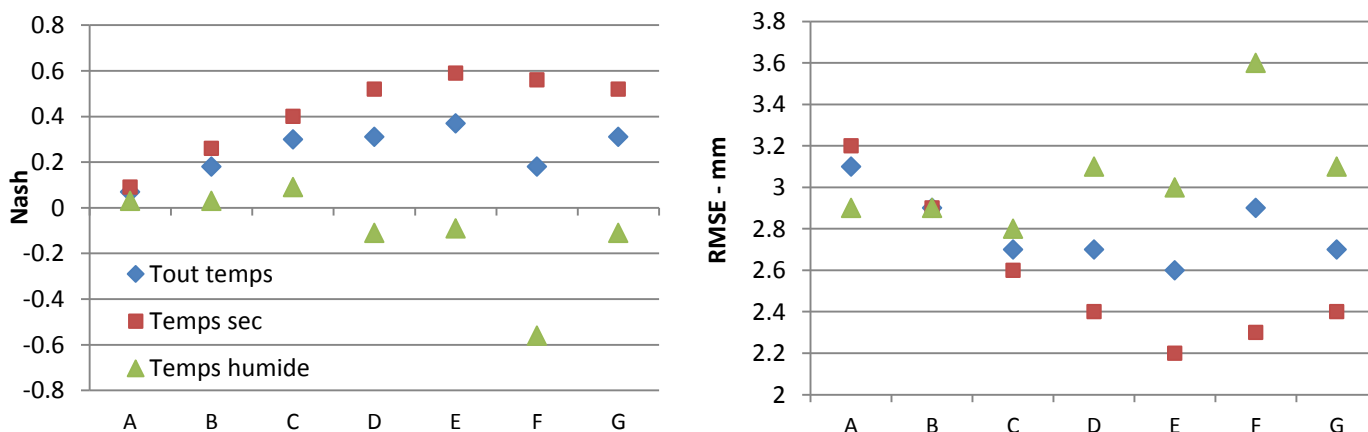 0.8
0.6
0.4
0.2
0
-0.2
-0.4
-0.6
-0.8
Nash
Tout temps
Temps sec
Temps humide
A B C D E F G
3.8
3.6
3.4
3.2
3
2.8
2.6
2.4
2.2
2
RMSE - mm
A B C D E F G